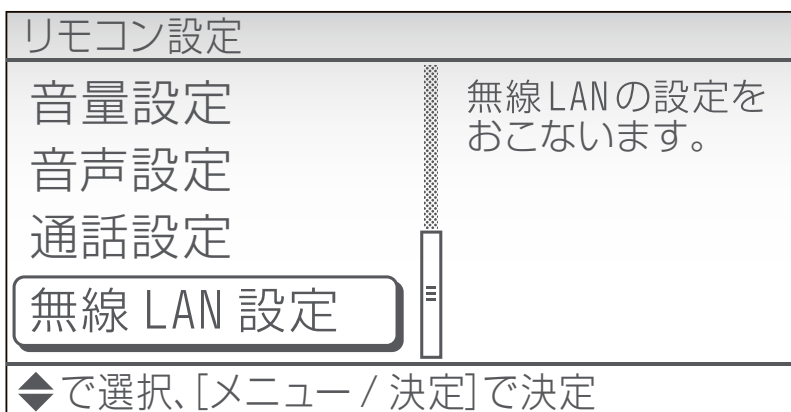 リモコン設定
音量設定
音声設定
通話設定
無線 LAN 設定
無線LANの設定を
おこないます。
で選択、[メニュー / 決定]で決定